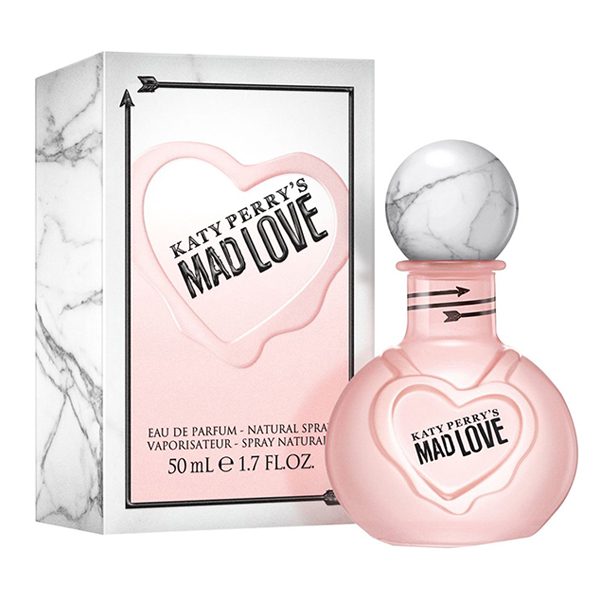 KATY PERRY'S
MAD LOVE
EAU DE PARFUM - NATURAL SPRAY
VAPORISATEUR - SPRAY NATURAL
50 mL ℮ 1.7 FL.OZ.
KATY PERRY'S
MAD LOVE